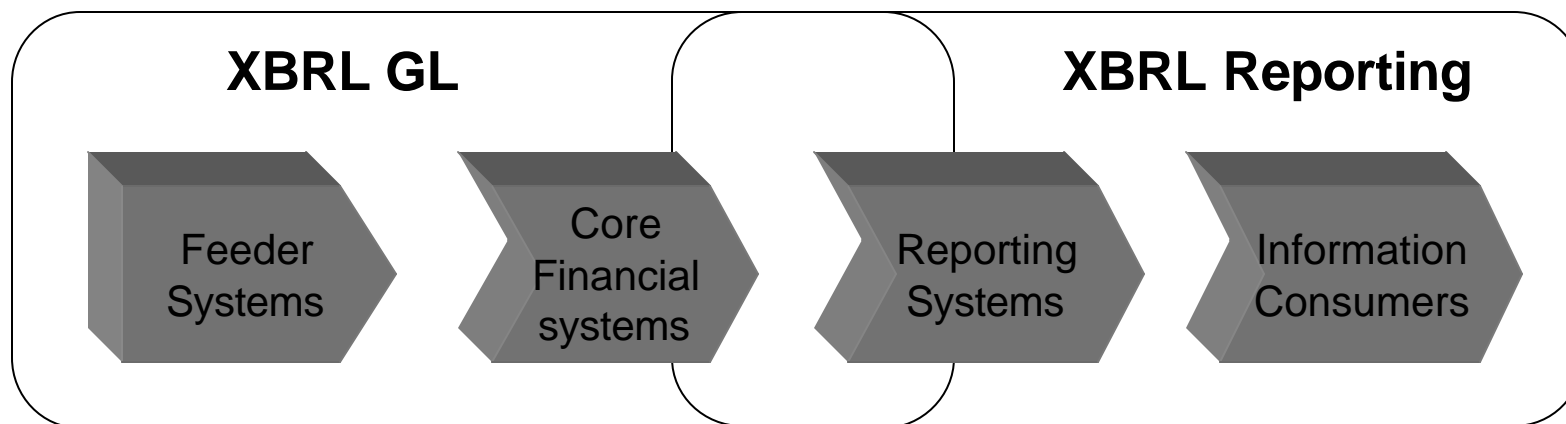 XBRL GL
XBRL Reporting
Feeder
Systems
Core
Financial
systems
Reporting
Systems
Information
Consumers